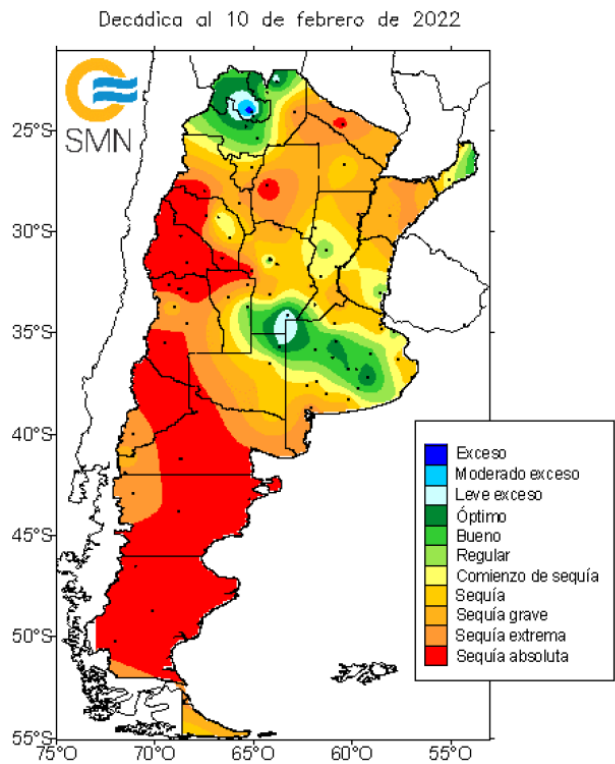 Decádica al 10 de febrero de 2022
SMN
25°S
30°S
35°S
40°S
45°S
50°S
55°S
75°O 70°O 65°O 60°O 55°O
Exceso
Moderado exceso
Leve exceso
Óptimo
Bueno
Regular
Comienzo de sequía
Sequía
Sequía grave
Sequía extrema
Sequía absoluta